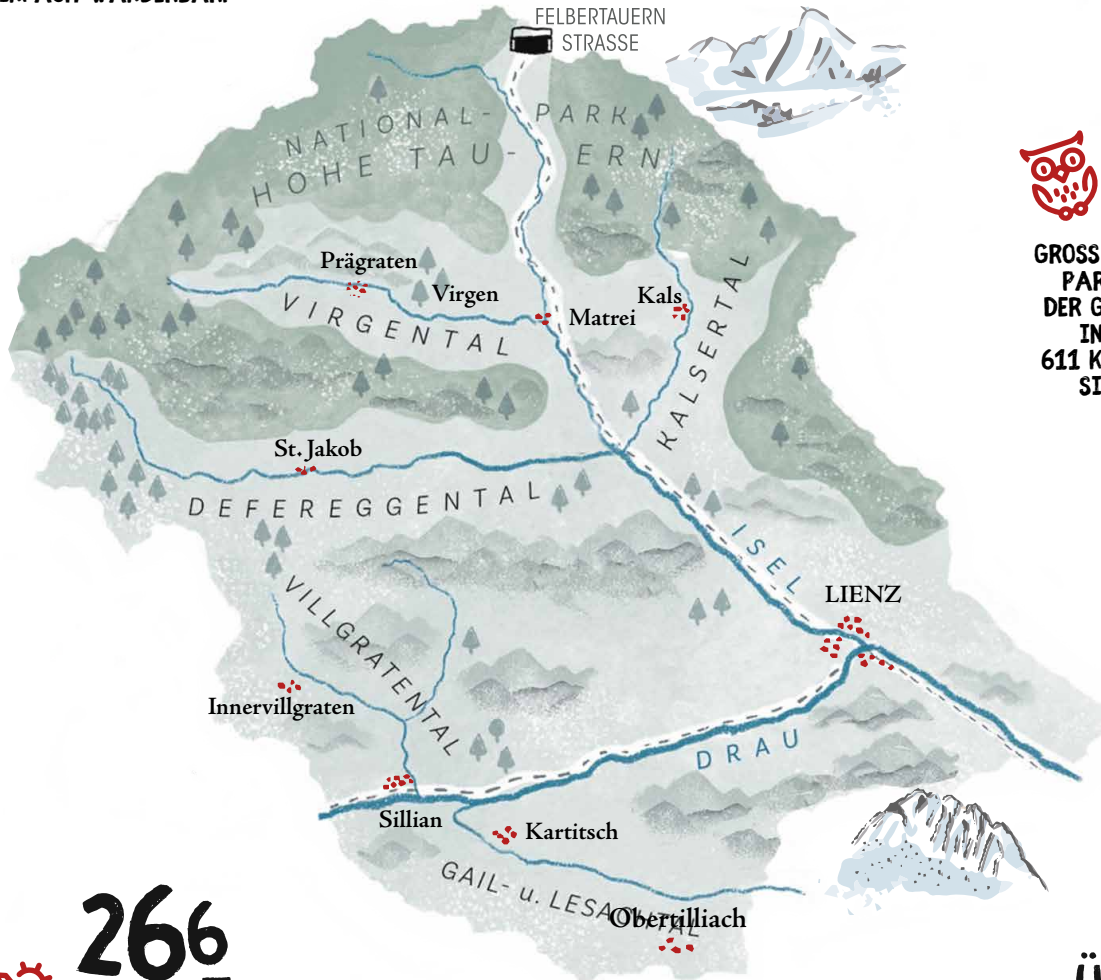 FELBERTAUERN
STRASSE
NATIONAL- PARK
HOHE TAU- ERN
GROSS
PAR
DER G
IN
611 K
SI
Prägraten
Virgen
Kals
Matrei
VIRGENTAL
KALSERTAL
St. Jakob
DEFEREGGENTAL
ISEL
VILLGRATENTAL
LIENZ
Innervillgraten
DRAU
Sillian
Kartitsch
GAIL- u. LESACHTAL
Obertilliach
266
Ü